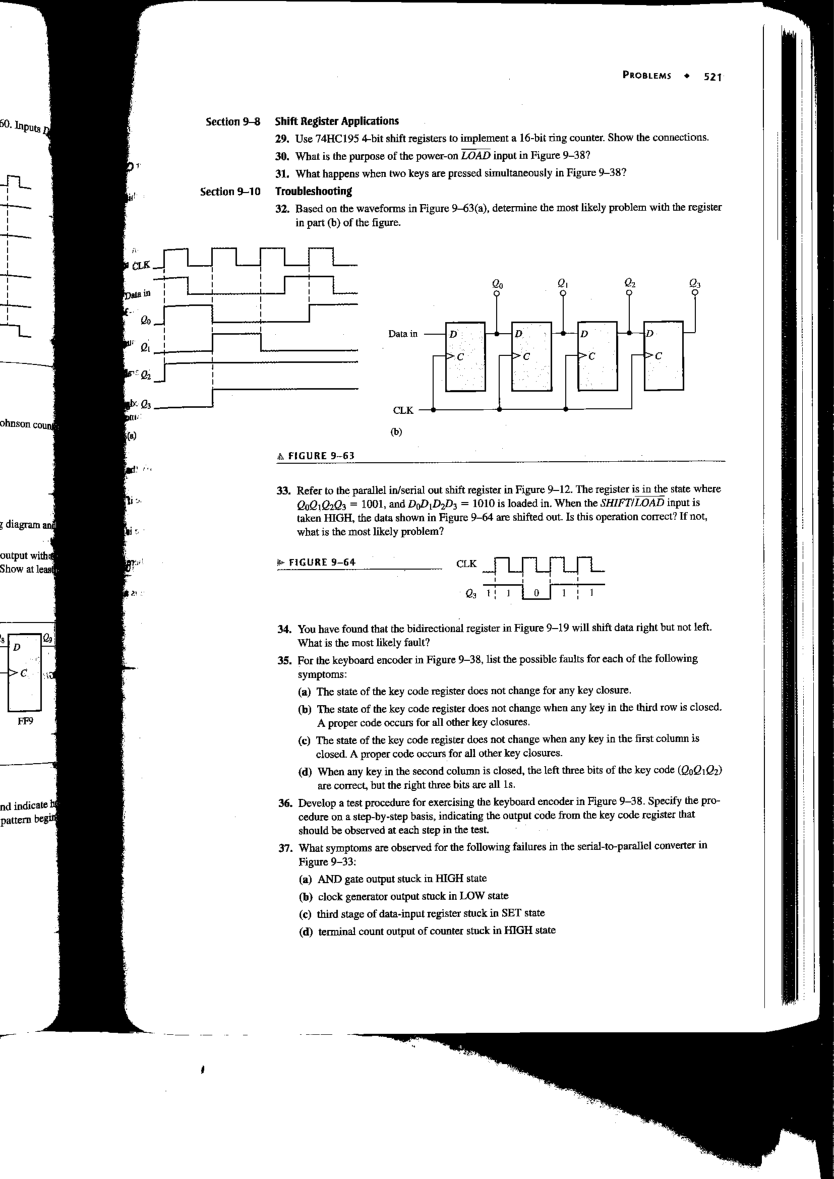 PROBLEMS ◆ 521
60. Inputs D
Section 9–8 Shift Register Applications
29. Use 74HC195 4-bit shift registers to implement a 16-bit ring counter. Show the connections.
30. What is the purpose of the power-on L̅O̅A̅D̅ input in Figure 9–38?
31. What happens when two keys are pressed simultaneously in Figure 9–38?
Section 9–10 Troubleshooting
32. Based on the waveforms in Figure 9–63(a), determine the most likely problem with the register
in part (b) of the figure.
CLK
Data in
Q0
Q1
Q2
Q3
(a)
Q0 Q1 Q2 Q3
Data in D D D D
C C C C
CLK
(b)
FIGURE 9–63
ohnson coun
33. Refer to the parallel in/serial out shift register in Figure 9–12. The register is in the state where
Q0Q1Q2Q3 = 1001, and D0D1D2D3 = 1010 is loaded in. When the SHIFT/L̅O̅A̅D̅ input is
taken HIGH, the data shown in Figure 9–64 are shifted out. Is this operation correct? If not,
what is the most likely problem?
g diagram and
output with
Show at least
FIGURE 9–64
CLK
Q3 1 1 0 1 1
34. You have found that the bidirectional register in Figure 9–19 will shift data right but not left.
What is the most likely fault?
35. For the keyboard encoder in Figure 9–38, list the possible faults for each of the following
symptoms:
(a) The state of the key code register does not change for any key closure.
(b) The state of the key code register does not change when any key in the third row is closed.
A proper code occurs for all other key closures.
(c) The state of the key code register does not change when any key in the first column is
closed. A proper code occurs for all other key closures.
(d) When any key in the second column is closed, the left three bits of the key code (Q0Q1Q2)
are correct, but the right three bits are all 1s.
D
Q9
C
FF9
36. Develop a test procedure for exercising the keyboard encoder in Figure 9–38. Specify the pro-
cedure on a step-by-step basis, indicating the output code from the key code register that
should be observed at each step in the test.
nd indicate
pattern begin
37. What symptoms are observed for the following failures in the serial-to-parallel converter in
Figure 9–33:
(a) AND gate output stuck in HIGH state
(b) clock generator output stuck in LOW state
(c) third stage of data-input register stuck in SET state
(d) terminal count output of counter stuck in HIGH state